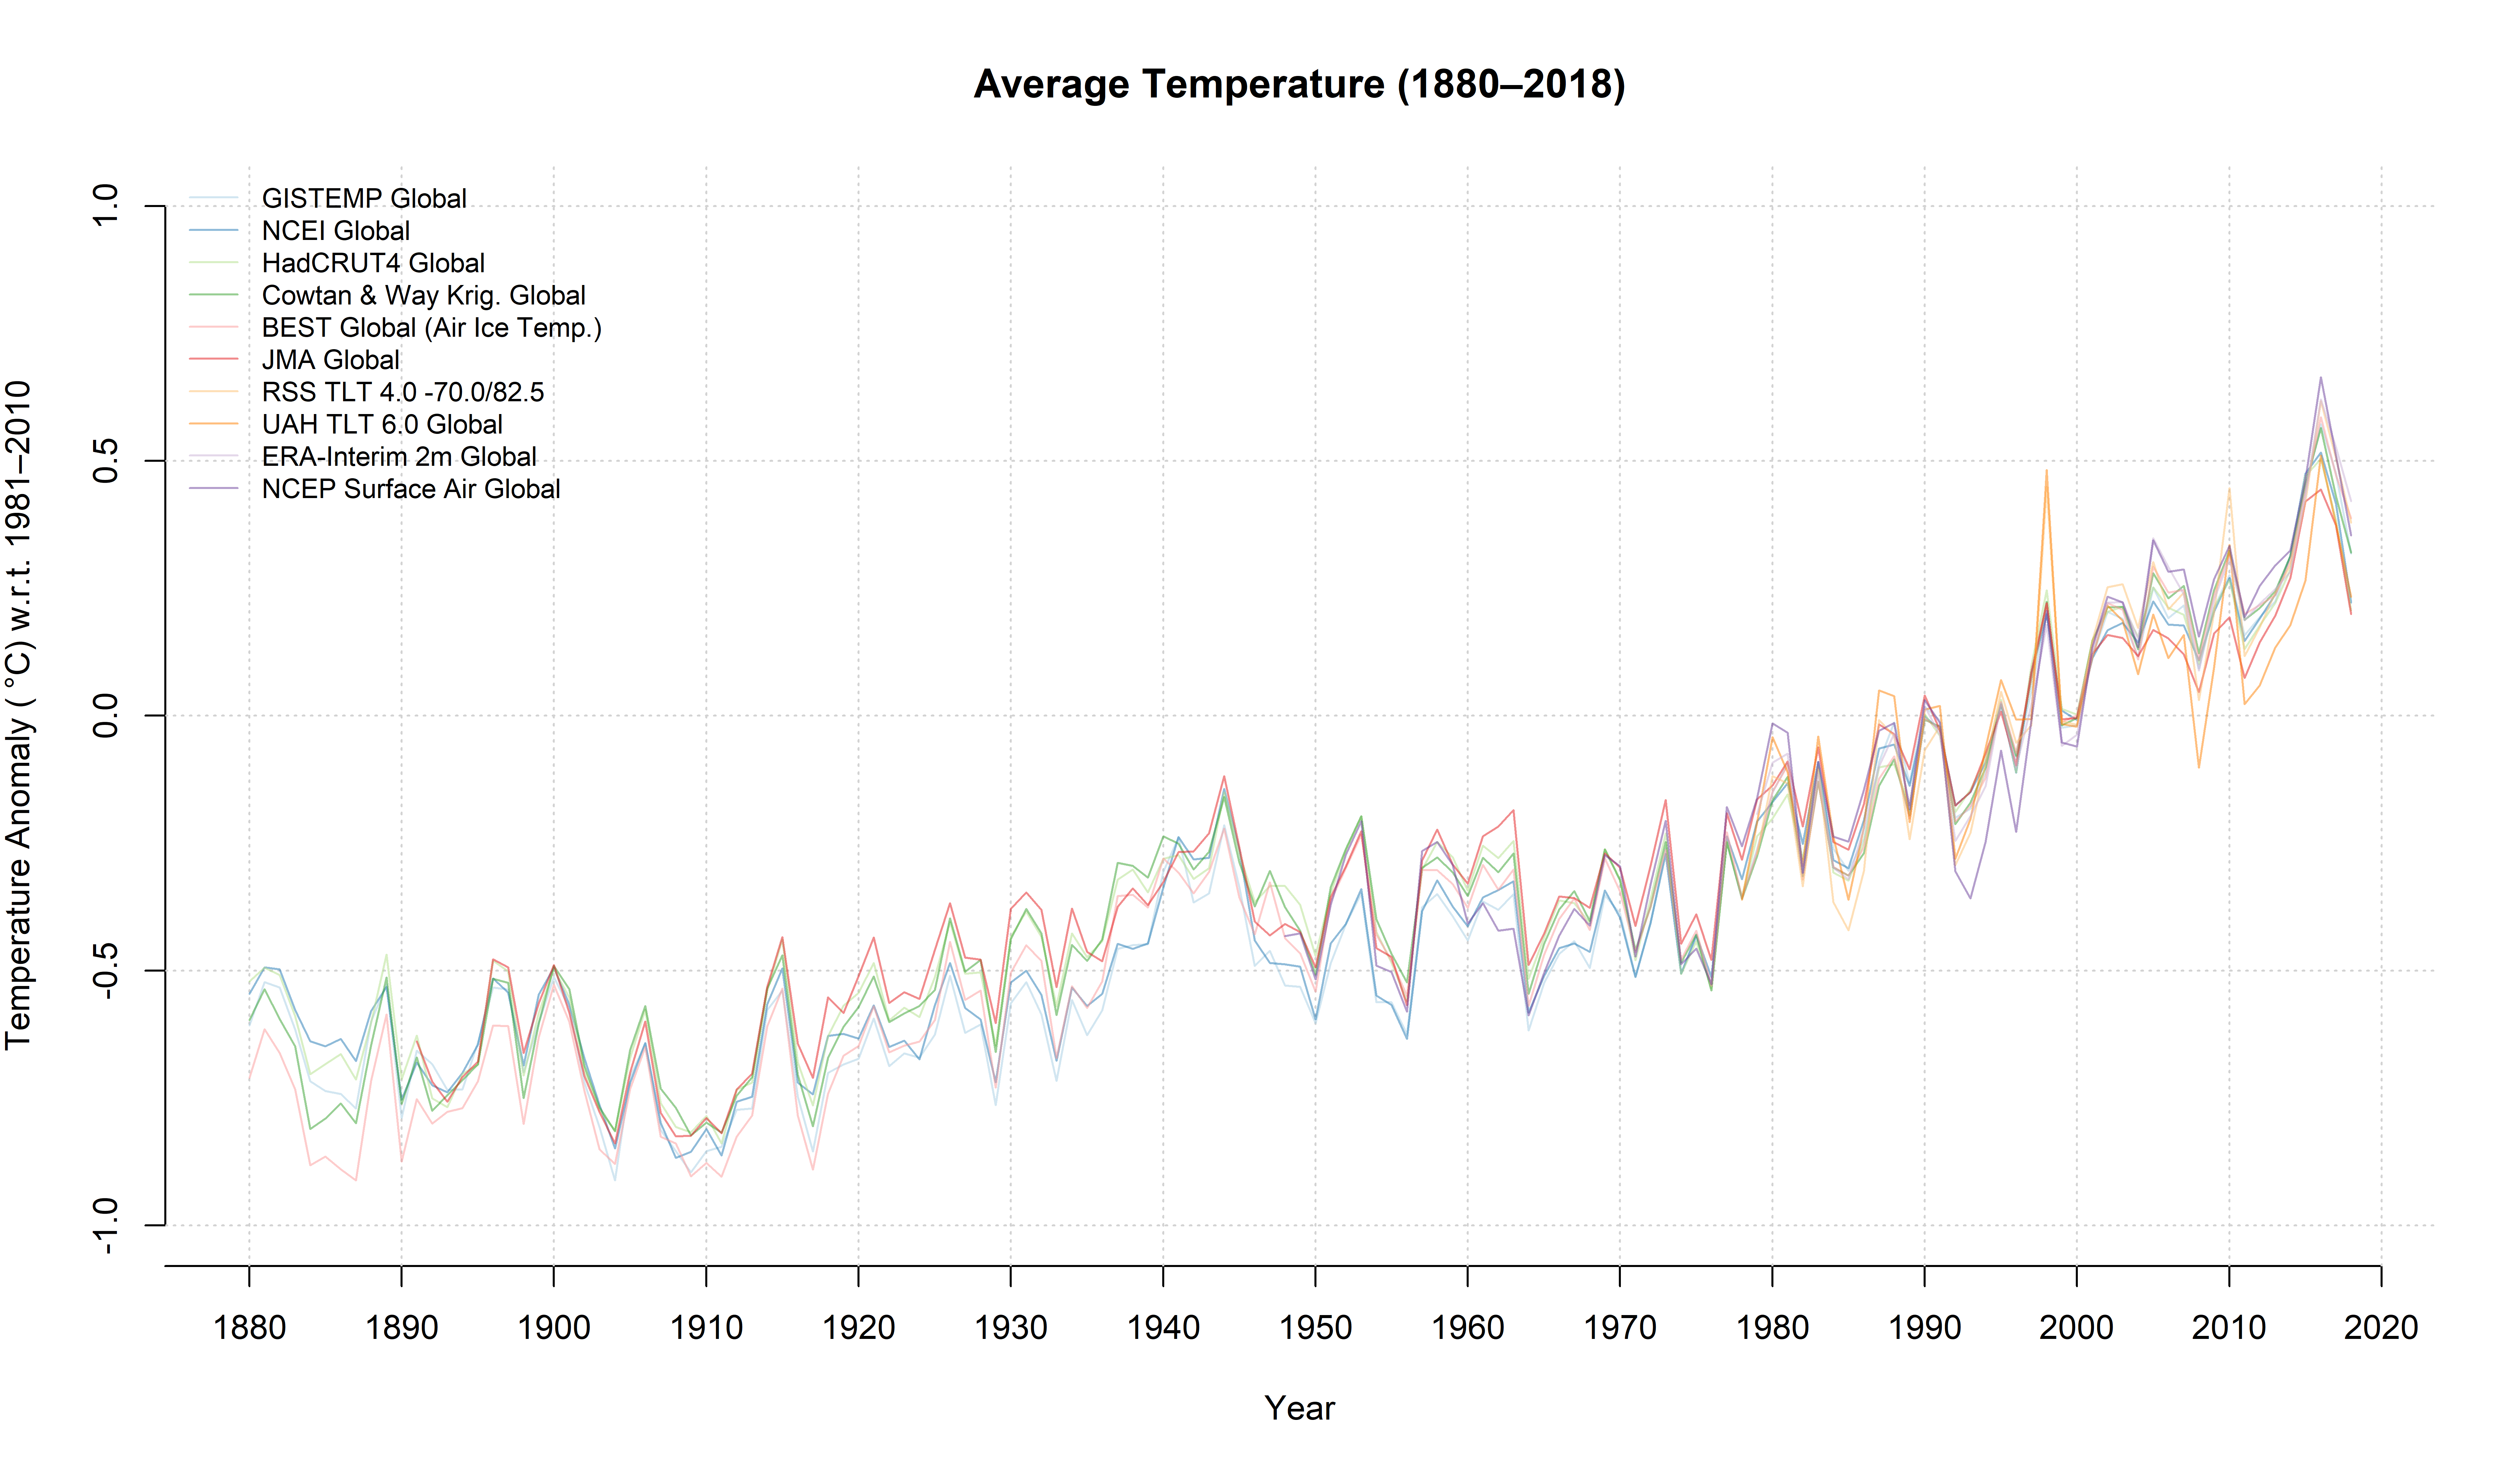 Average Temperature (1880–2018)
Temperature Anomaly ( °C) w.r.t. 1981–2010
1.0
0.5
0.0
-0.5
-1.0
GISTEMP Global
NCEI Global
HadCRUT4 Global
Cowtan & Way Krig. Global
BEST Global (Air Ice Temp.)
JMA Global
RSS TLT 4.0 -70.0/82.5
UAH TLT 6.0 Global
ERA-Interim 2m Global
NCEP Surface Air Global
1880 1890 1900 1910 1920 1930 1940 1950 1960 1970 1980 1990 2000 2010 2020
Year